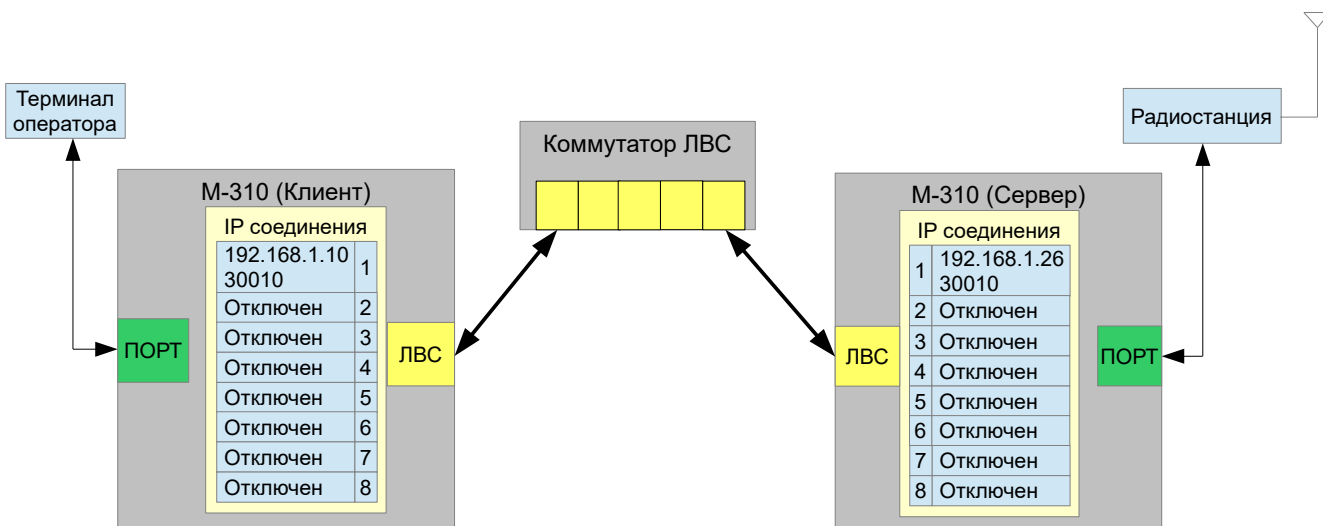 Терминал
оператора
М-310 (Клиент)
IP соединения
192.168.1.10
30010
1
Отключен 2
Отключен 3
Отключен 4
Отключен 5
Отключен 6
Отключен 7
Отключен 8
ПОРТ
ЛВС
Коммутатор ЛВС
Радиостанция
М-310 (Сервер)
IP соединения
1
192.168.1.26
30010
2 Отключен
3 Отключен
4 Отключен
5 Отключен
6 Отключен
7 Отключен
8 Отключен
ЛВС
ПОРТ